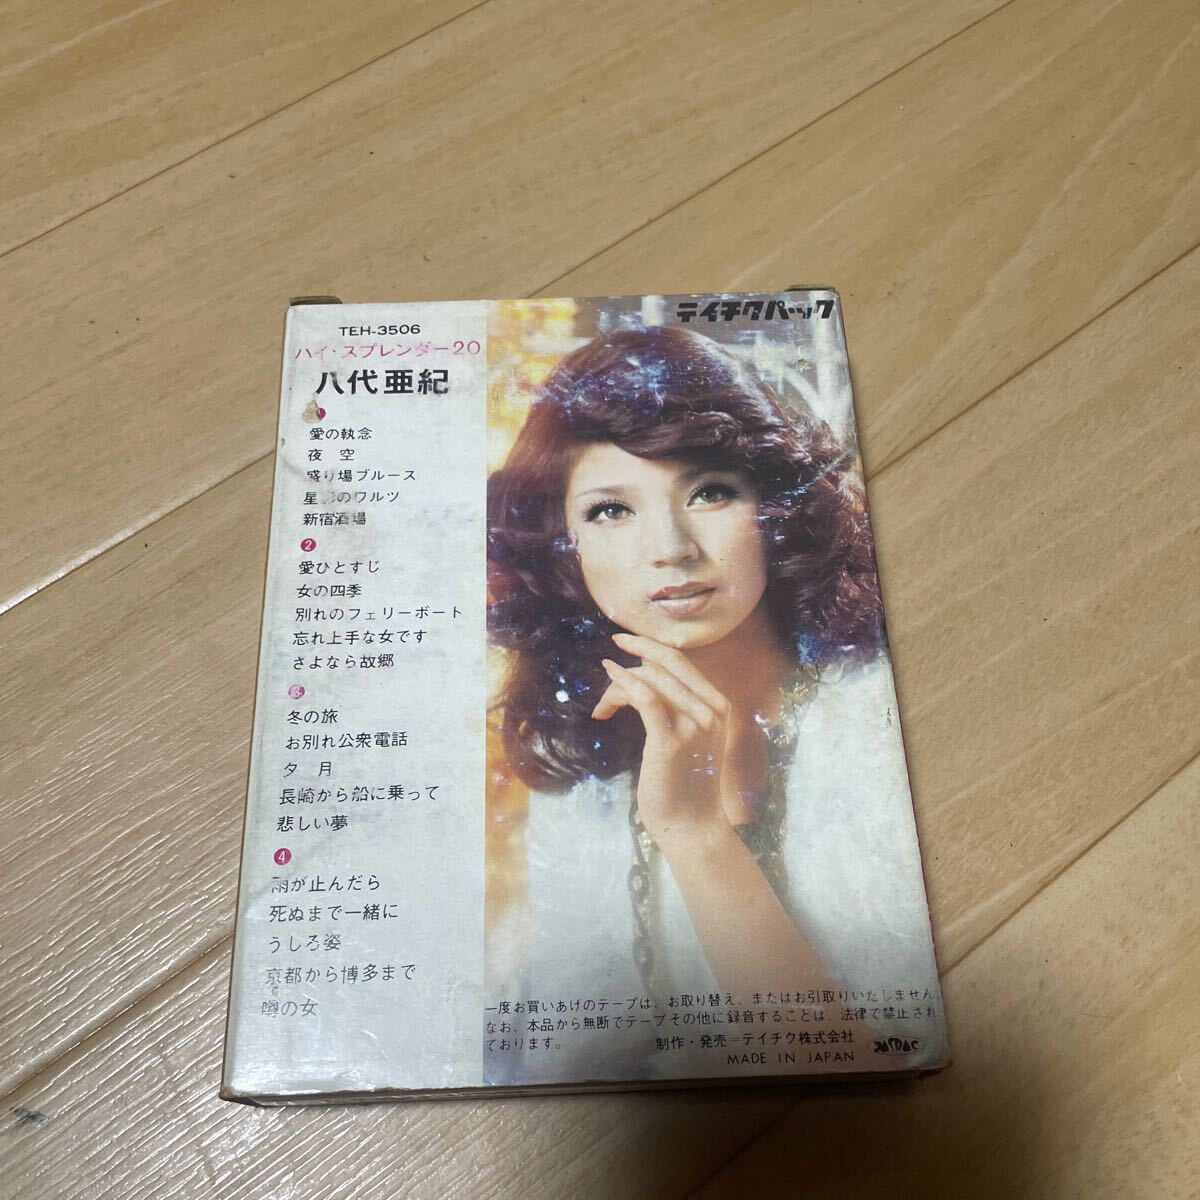 テイチクパック
TEH-3506
ハイ・スプレンダー20
八代亜紀
愛の執念
夜 空
盛り場ブルース
星影のワルツ
新宿酒場
2
愛ひとすじ
女の四季
別れのフェリーボート
忘れ上手な女です
さよなら故郷
3
冬の旅
お別れ公衆電話
夕 月
長崎から船に乗って
悲しい夢
4
雨が止んだら
死ぬまで一緒に
うしろ姿
京都から博多まで
噂の女
一度お買いあげのテープは、お取り替え、またはお引取りいたしません。
なお、本品から無断でテープその他に録音することは、法律で禁止され
ております。
制作・発売=テイチク株式会社
MADE IN JAPAN
JASRAC